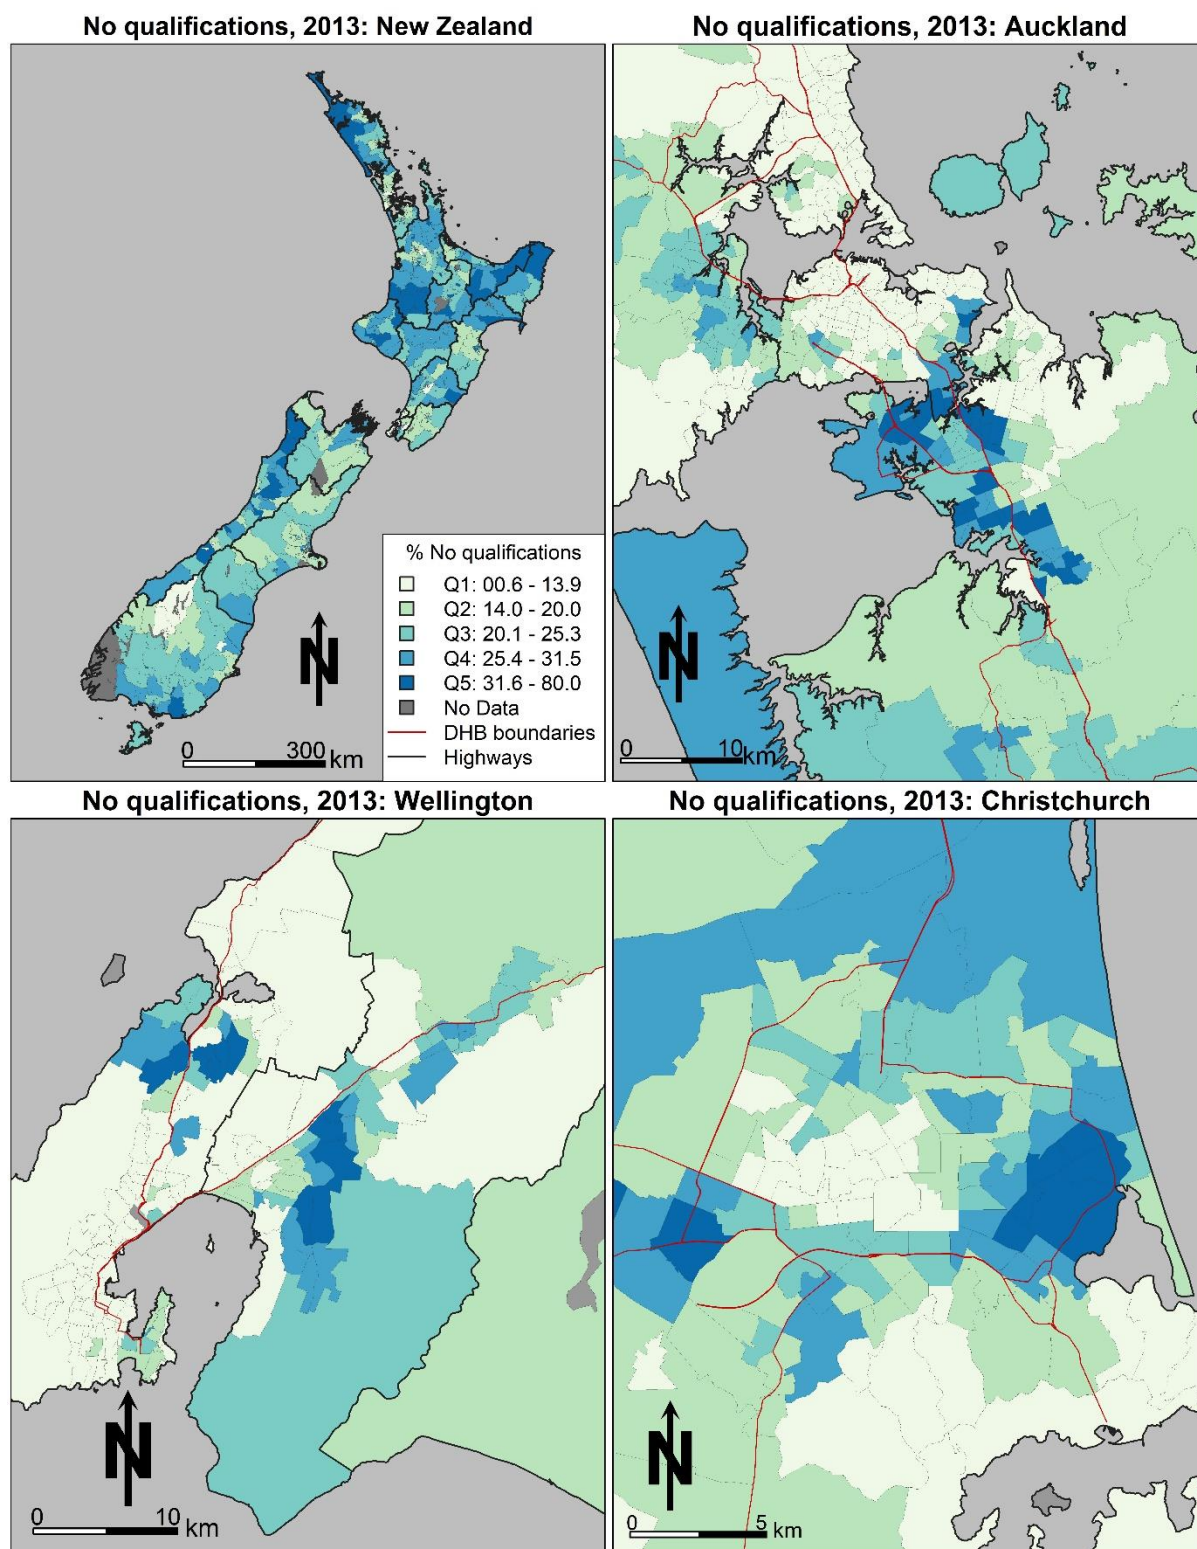 No qualifications, 2013: New Zealand
No qualifications, 2013: Auckland
% No qualifications
Q1: 00.6 - 13.9
Q2: 14.0 - 20.0
Q3: 20.1 - 25.3
Q4: 25.4 - 31.5
Q5: 31.6 - 80.0
No Data
DHB boundaries
Highways
N
0 300 km
N
0 10 km
No qualifications, 2013: Wellington
No qualifications, 2013: Christchurch
N
0 10 km
N
0 5 km